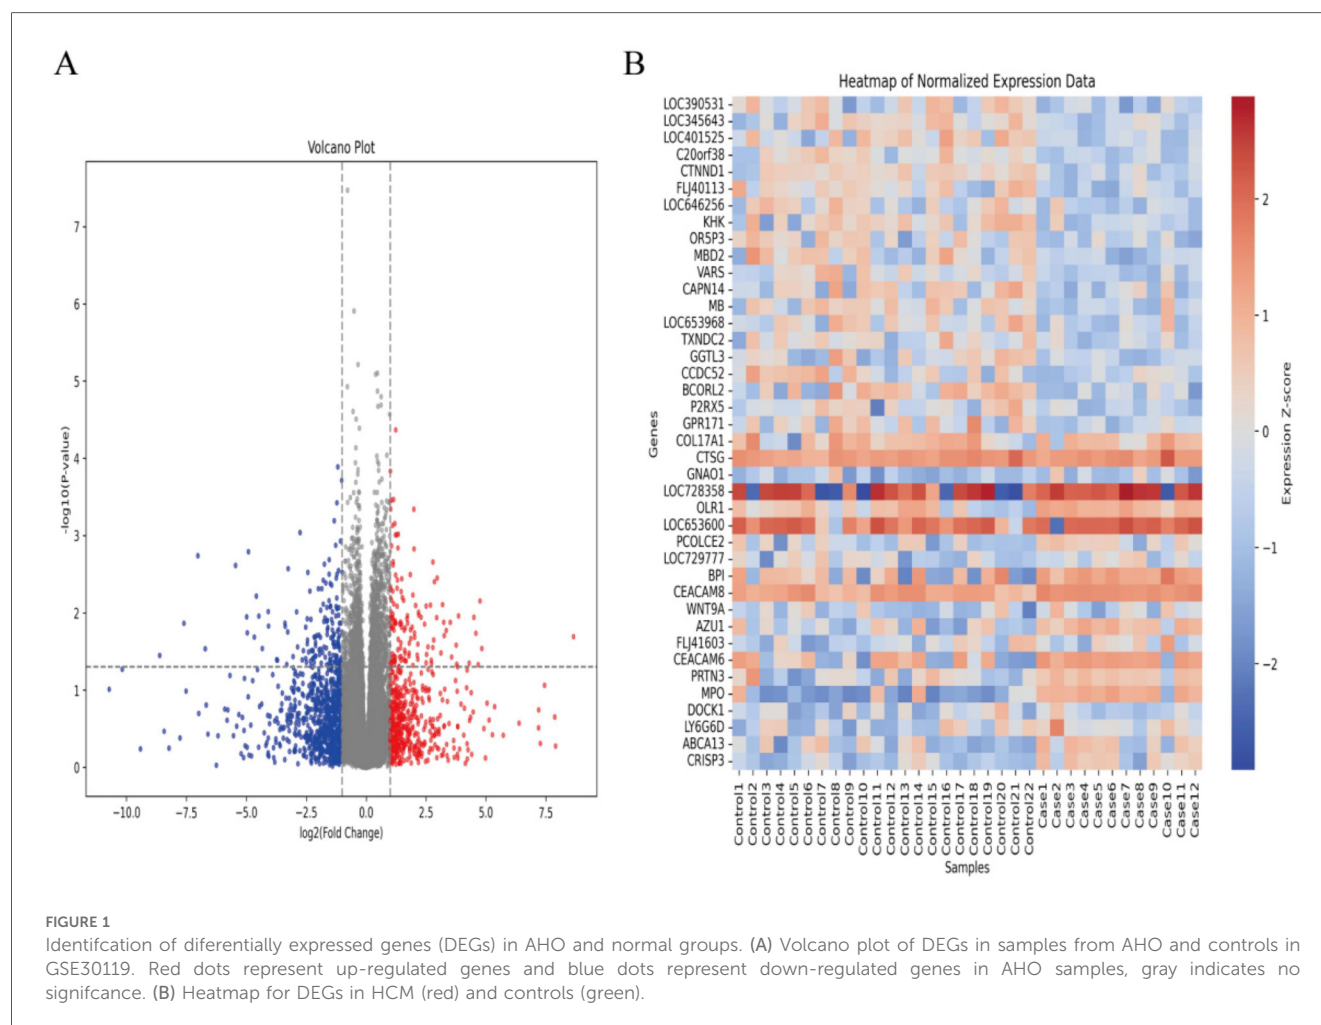 A
B
Volcano Plot
7
6
5
4
3
2
1
0
-log10(P-value)
−10.0
−7.5
−5.0
−2.5
0.0
2.5
5.0
7.5
log2(Fold Change)
Heatmap of Normalized Expression Data
LOC390531
LOC345643
LOC401525
C20orf38
CTNND1
FLJ40113
LOC646256
KHK
OR5P3
MBD2
VARS
CAPN14
MB
LOC653968
TXNDC2
GGTL3
CCDC52
BCORL2
P2RX5
GPR171
COL17A1
CTSG
GNAO1
LOC728358
OLR1
LOC653600
PCOLCE2
LOC729777
BPI
CEACAM8
WNT9A
AZU1
FLJ41603
CEACAM6
PRTN3
MPO
DOCK1
LY6G6D
ABCA13
CRISP3
Genes
Control1
Control2
Control3
Control4
Control5
Control6
Control7
Control8
Control9
Control10
Control11
Control12
Control13
Control14
Control15
Control16
Control17
Control18
Control19
Control20
Control21
Control22
Case1
Case2
Case3
Case4
Case5
Case6
Case7
Case8
Case9
Case10
Case11
Case12
Samples
2
1
0
−1
−2
Expression Z-score
FIGURE 1
Identifcation of diferentially expressed genes (DEGs) in AHO and normal groups. (A) Volcano plot of DEGs in samples from AHO and controls in
GSE30119. Red dots represent up-regulated genes and blue dots represent down-regulated genes in AHO samples, gray indicates no
signifcance. (B) Heatmap for DEGs in HCM (red) and controls (green).